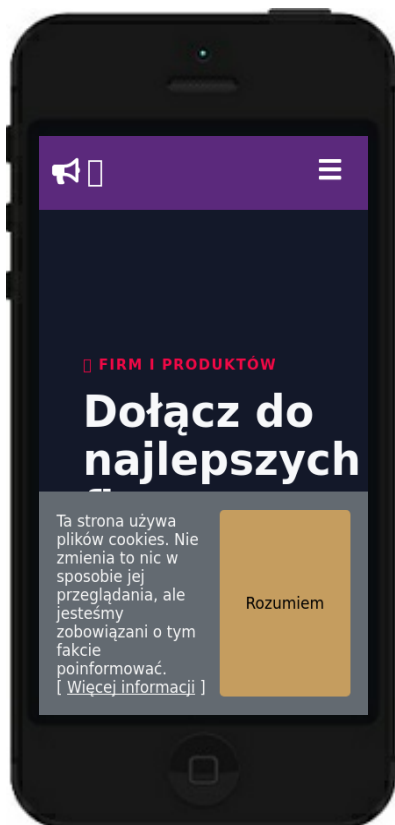 FIRM I PRODUKTÓW
Dołącz do
najlepszych
Ta strona używa
plików cookies. Nie
zmienia to nic w
sposobie jej
przeglądania, ale
jesteśmy
zobowiązani o tym
fakcie
poinformować.
[ Więcej informacji ]
Rozumiem